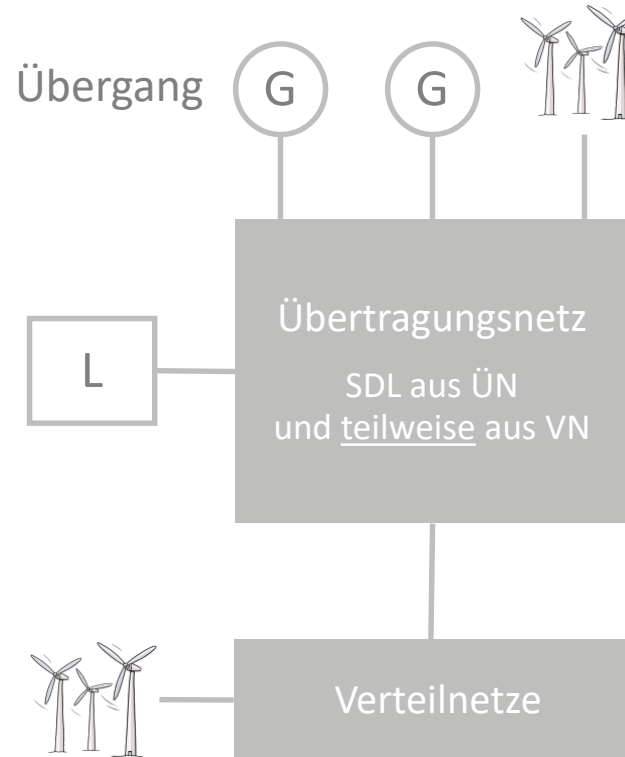 Übergang
G
G
Übertragungsnetz
SDL aus ÜN
und teilweise aus VN
L
Verteilnetze